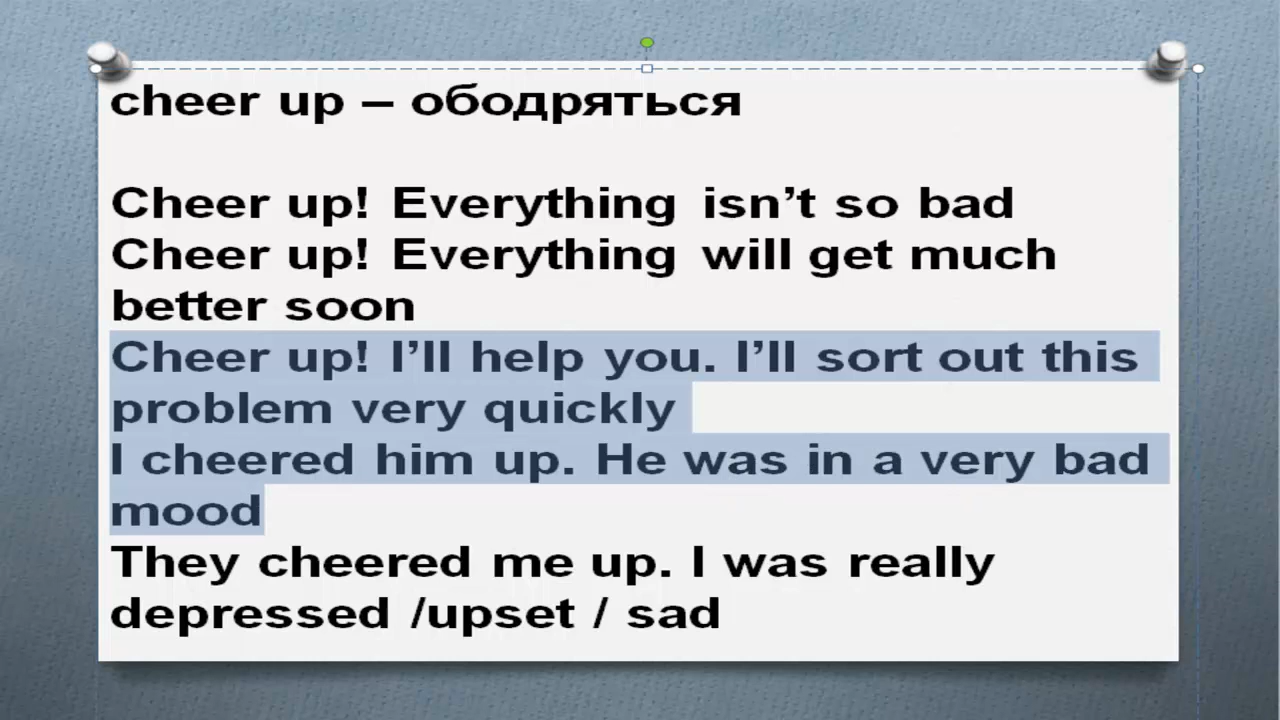 cheer up – ободряться
Cheer up! Everything isn’t so bad
Cheer up! Everything will get much
better soon
Cheer up! I’ll help you. I’ll sort out this
problem very quickly
I cheered him up. He was in a very bad
mood
They cheered me up. I was really
depressed /upset / sad